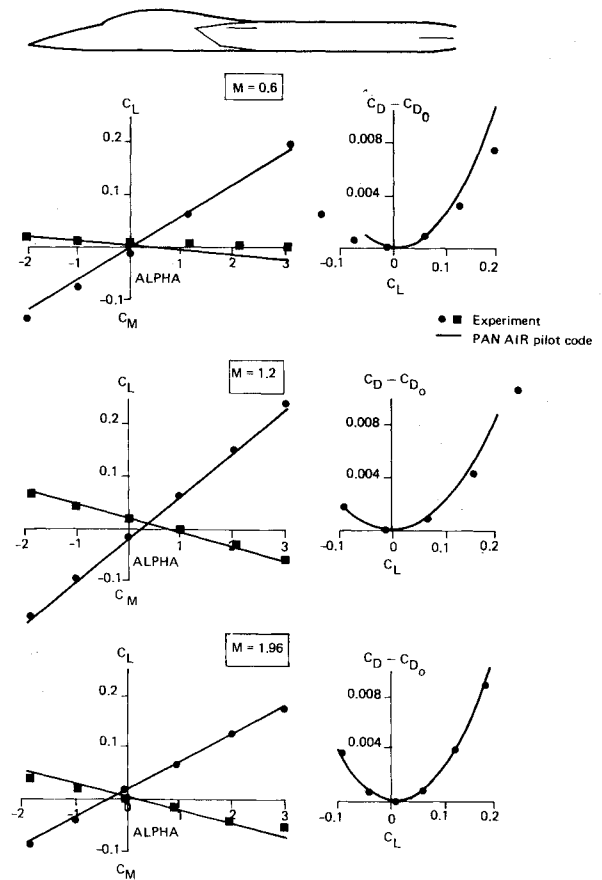 M = 0.6
C_L
0.2
0.1
-2 -1 0 1 2 3
ALPHA
-0.1
C_M
C_D – C_D0
0.008
0.004
0 0.1 0.2
C_L
● ■ Experiment
— PAN AIR pilot code
M = 1.2
C_L
0.2
0.1
-2 -1 0 1 2 3
ALPHA
-0.1
C_M
C_D – C_Do
0.008
0.004
-0.1 0 0.1 0.2
C_L
M = 1.96
C_L
0.2
0.1
-2 -1 0 1 2 3
ALPHA
-0.1
C_M
C_D – C_Do
0.008
0.004
-0.1 0 0.1 0.2
C_L